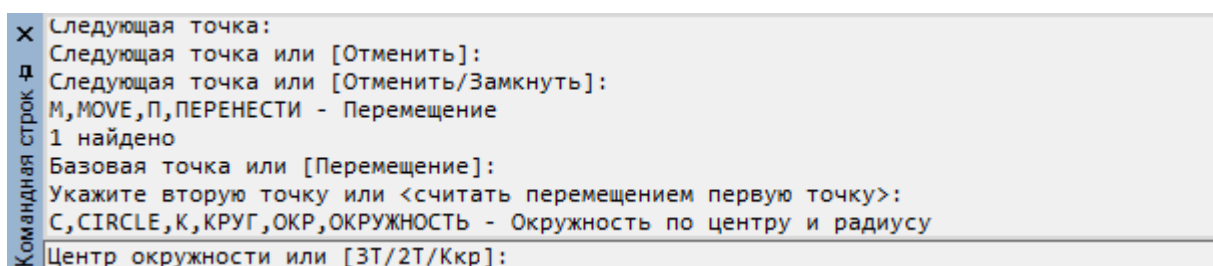 Следующая точка:
Следующая точка или [Отменить]:
Следующая точка или [Отменить/Замкнуть]:
M,MOVE,П,ПЕРЕНЕСТИ - Перемещение
1 найдено
Базовая точка или [Перемещение]:
Укажите вторую точку или <считать перемещением первую точку>:
C,CIRCLE,К,КРУГ,ОКР,ОКРУЖНОСТЬ - Окружность по центру и радиусу
Центр окружности или [3Т/2Т/Ккр]:
Командная строк